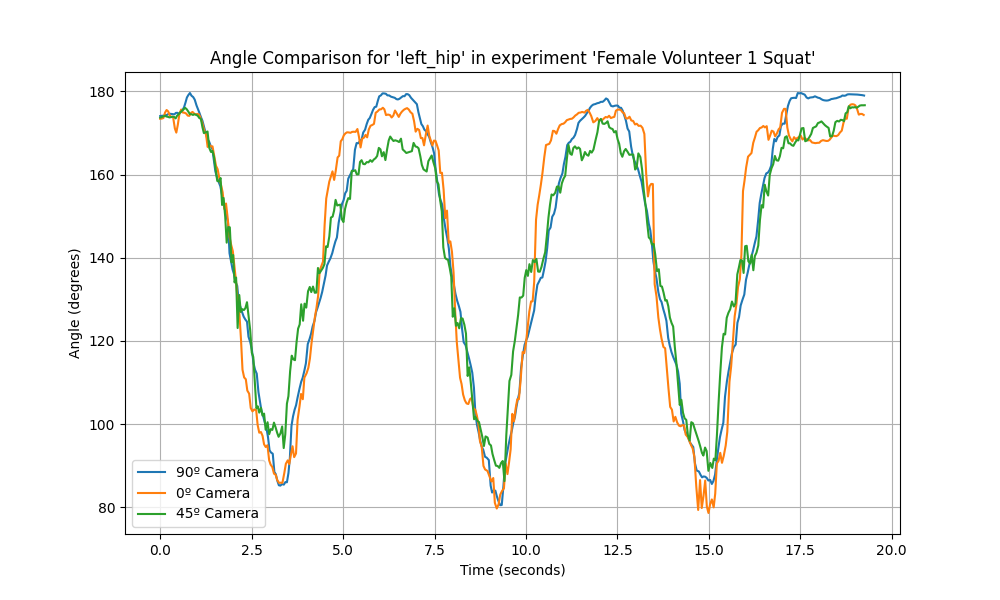 Angle Comparison for 'left_hip' in experiment 'Female Volunteer 1 Squat'
Angle (degrees)
180
160
140
120
100
80
90º Camera
0º Camera
45º Camera
0.0 2.5 5.0 7.5 10.0 12.5 15.0 17.5 20.0
Time (seconds)